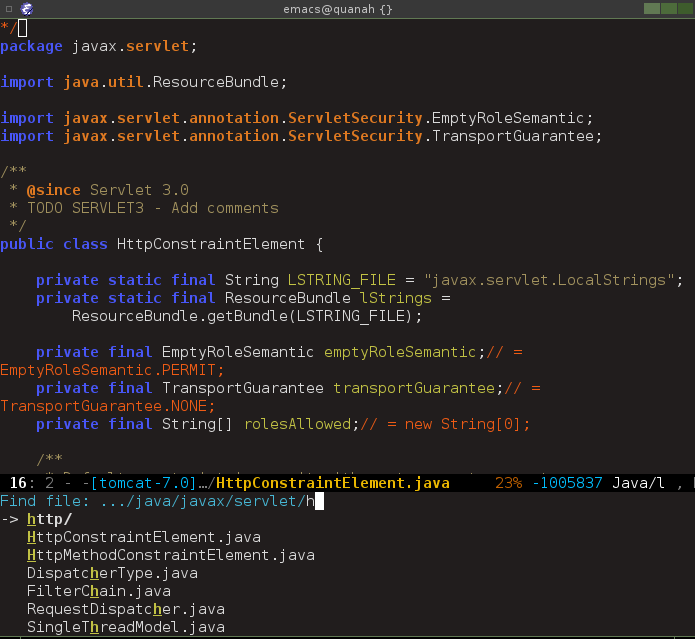 emacs@quanah {}
*/
package javax.servlet;
import java.util.ResourceBundle;
import javax.servlet.annotation.ServletSecurity.EmptyRoleSemantic;
import javax.servlet.annotation.ServletSecurity.TransportGuarantee;
/**
* @since Servlet 3.0
* TODO SERVLET3 - Add comments
*/
public class HttpConstraintElement {
private static final String LSTRING_FILE = "javax.servlet.LocalStrings";
private static final ResourceBundle lStrings =
ResourceBundle.getBundle(LSTRING_FILE);
private final EmptyRoleSemantic emptyRoleSemantic;// =
EmptyRoleSemantic.PERMIT;
private final TransportGuarantee transportGuarantee;// =
TransportGuarantee.NONE;
private final String[] rolesAllowed;// = new String[0];
/**
16: 2 - -[tomcat-7.0]…/HttpConstraintElement.java 23% -1005837 Java/l ,
Find file: .../java/javax/servlet/h
-> http/
HttpConstraintElement.java
HttpMethodConstraintElement.java
DispatcherType.java
FilterChain.java
RequestDispatcher.java
SingleThreadModel.java